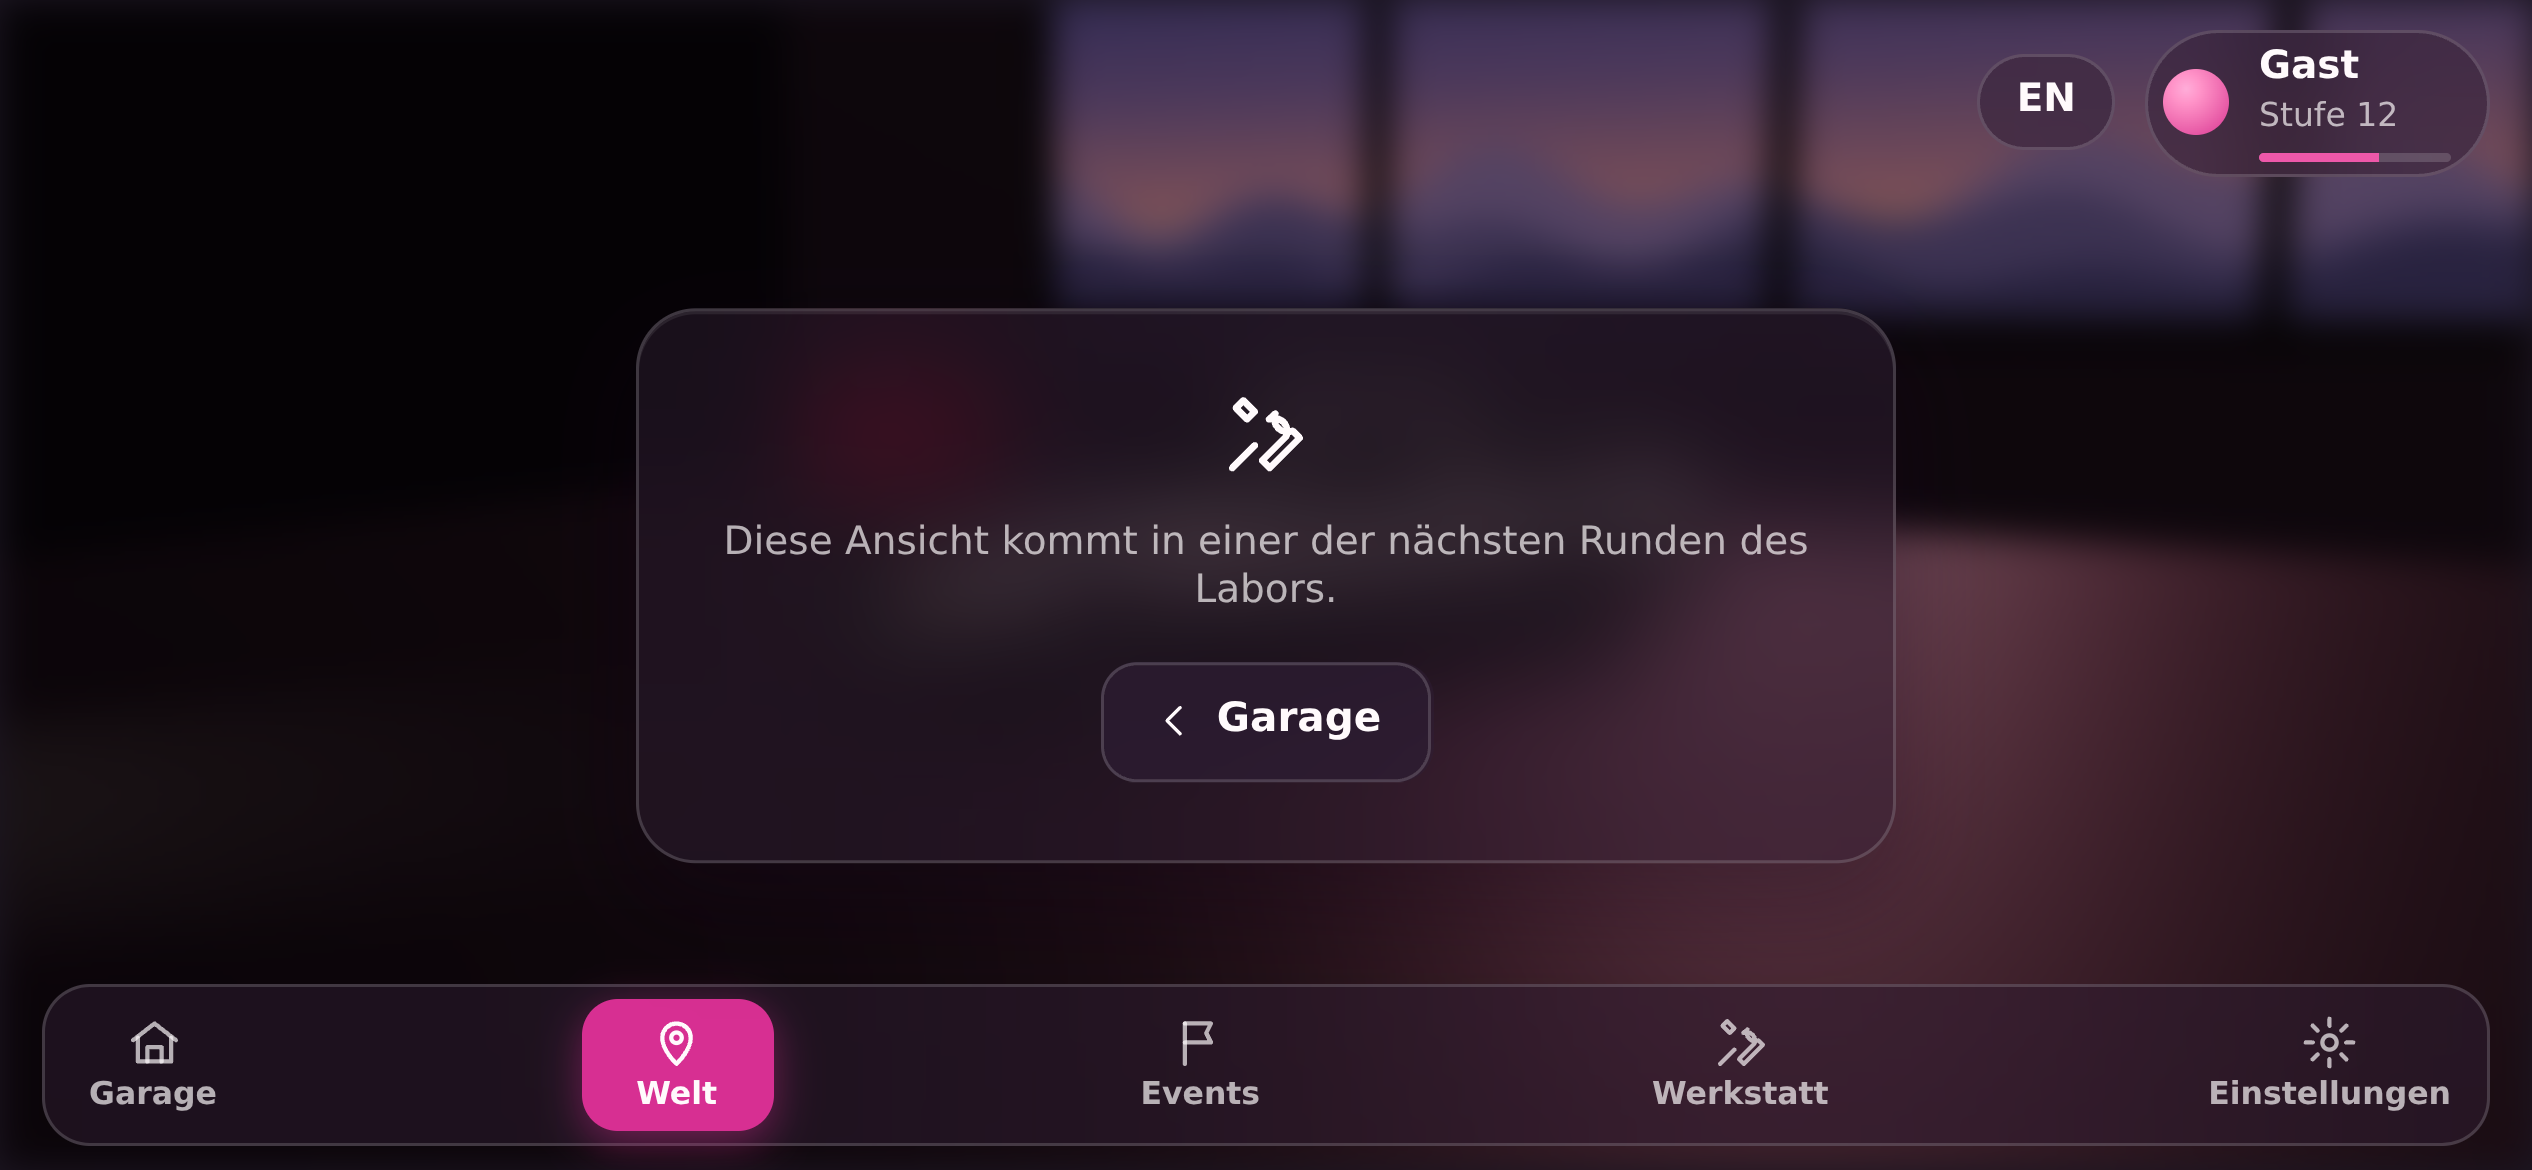 EN
Gast
Stufe 12
Diese Ansicht kommt in einer der nächsten Runden des
Labors.
Garage
Garage
Welt
Events
Werkstatt
Einstellungen